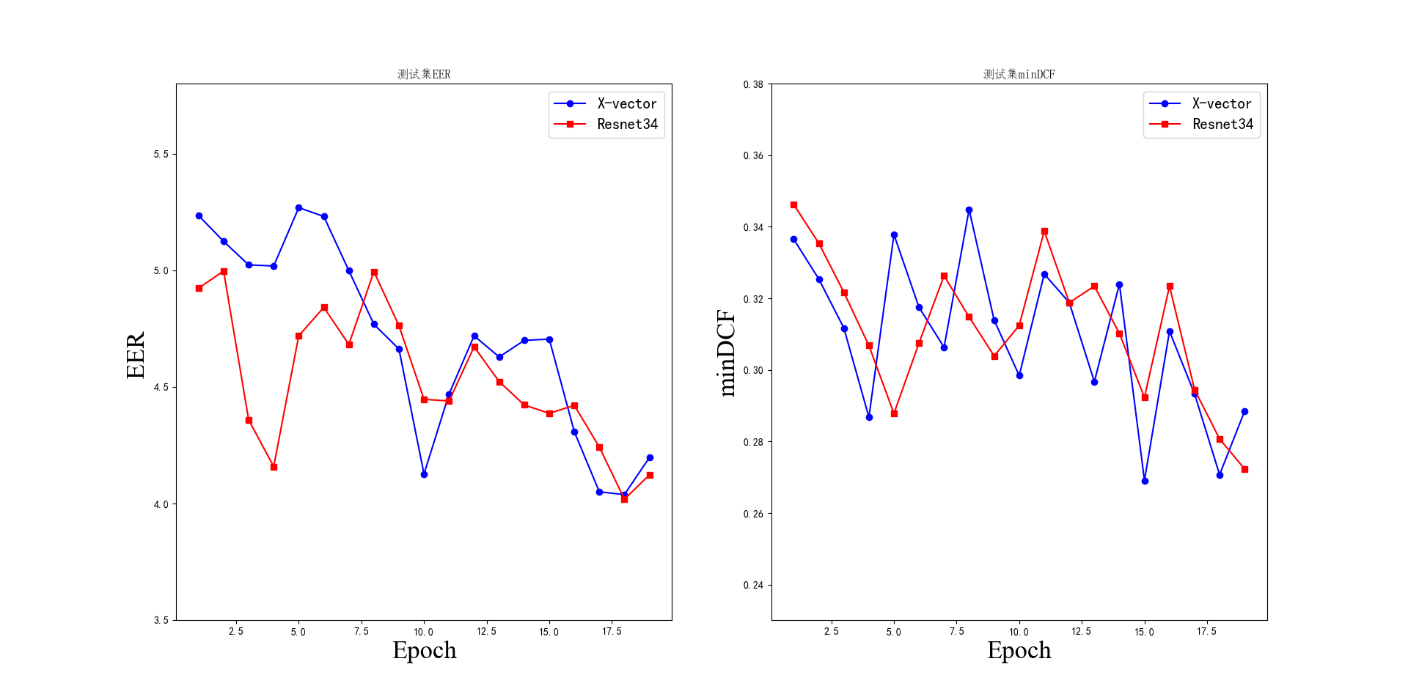 测试集EER
X-vector
Resnet34
5.5
5.0
4.5
4.0
3.5
EER
2.5
5.0
7.5
10.0
12.5
15.0
17.5
Epoch
测试集minDCF
X-vector
Resnet34
0.38
0.36
0.34
0.32
0.30
0.28
0.26
0.24
minDCF
2.5
5.0
7.5
10.0
12.5
15.0
17.5
Epoch